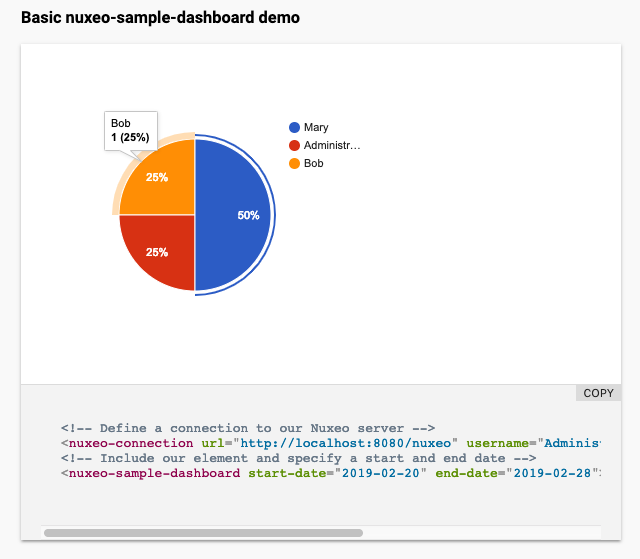 Basic nuxeo-sample-dashboard demo
Bob
1 (25%)
Mary
Administr...
Bob
25%
50%
25%
COPY
<!-- Define a connection to our Nuxeo server -->
<nuxeo-connection url="http://localhost:8080/nuxeo" username="Adminis
<!-- Include our element and specify a start and end date -->
<nuxeo-sample-dashboard start-date="2019-02-20" end-date="2019-02-28"